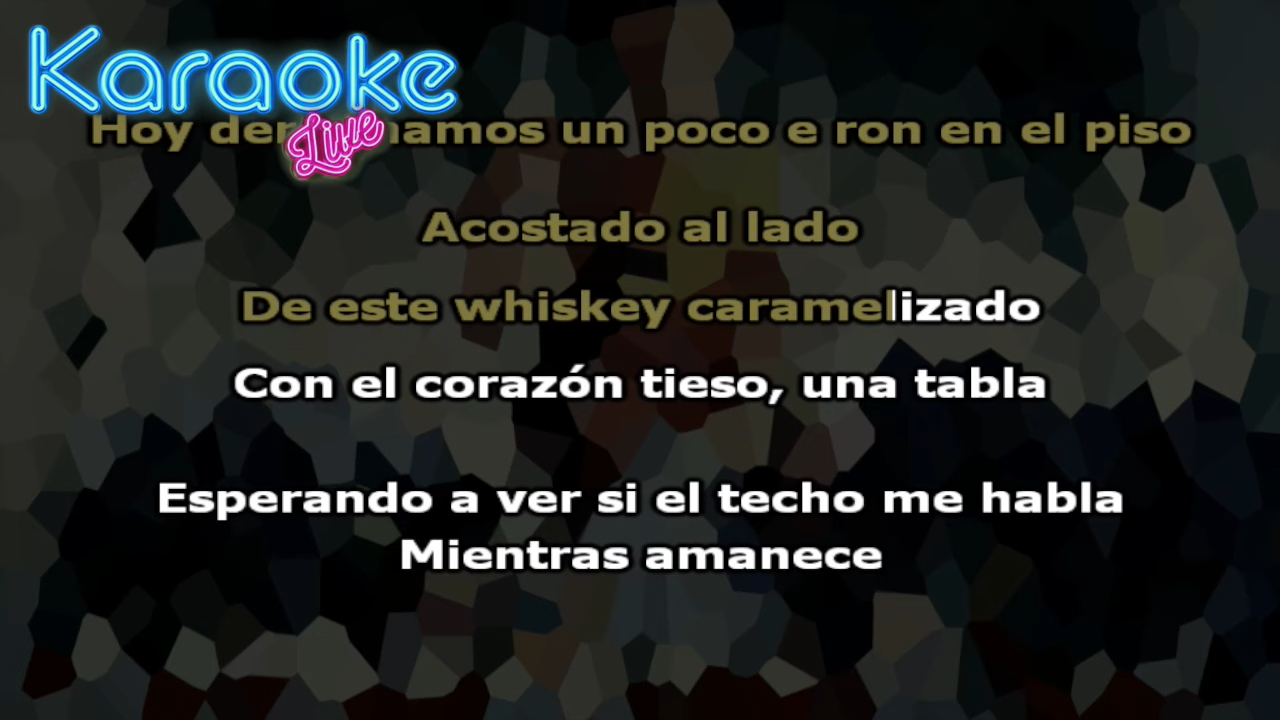 Karaoke
Live
Hoy un poco e ron en el piso
Acostado al lado
De este whiskey caramelizado
Con el corazón tieso, una tabla
Esperando a ver si el techo me habla
Mientras amanece